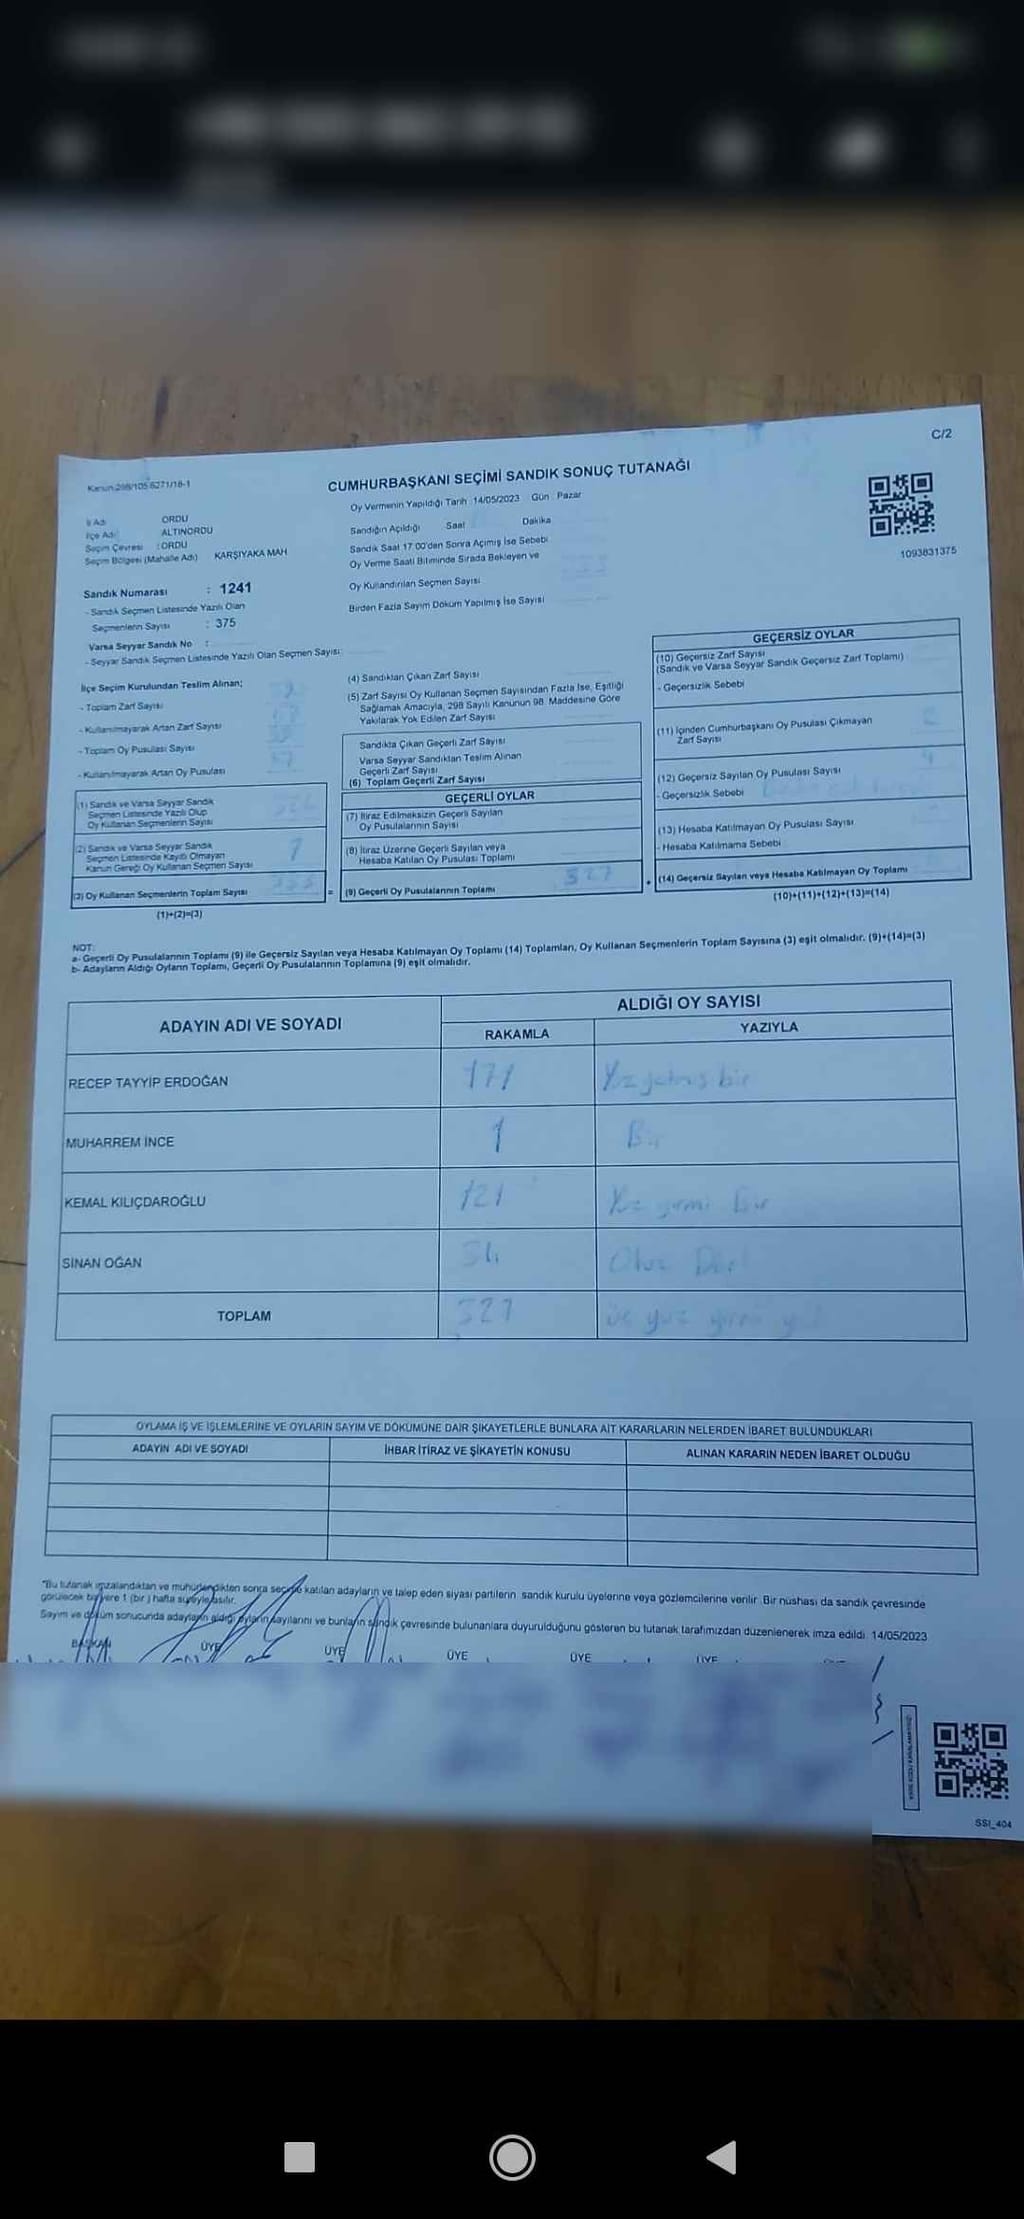 C/2
Kanun 298/105 6271/18-1
CUMHURBAŞKANI SEÇİMİ SANDIK SONUÇ TUTANAĞI
Oy Vermenin Yapıldığı Tarih 14/05/2023 Gün Pazar
İl Adı ORDU
İlçe Adı ALTINORDU
Seçim Çevresi : ORDU
Seçim Bölgesi (Mahalle Adı) KARŞIYAKA MAH
Sandığın Açıldığı Saat Dakika
Sandık Saat 17:00'den Sonra Açımış İse Sebebi
Oy Verme Saati Bitiminde Sırada Bekleyen ve
Oy Kullandırılan Seçmen Sayısı
Birden Fazla Sayım Döküm Yapılmış İse Sayısı
1093831375
Sandık Numarası : 1241
- Sandık Seçmen Listesinde Yazılı Olan
Seçmenlerin Sayısı : 375
Varsa Seyyar Sandık No :
- Seyyar Sandık Seçmen Listesinde Yazılı Olan Seçmen Sayısı:
İlçe Seçim Kurulundan Teslim Alınan;
- Toplam Zarf Sayısı
- Kullanılmayarak Artan Zarf Sayısı
- Toplam Oy Pusulası Sayısı
- Kullanılmayarak Artan Oy Pusulası
(1) Sandık ve Varsa Seyyar Sandık
Seçmen Listesinde Yazılı Olup
Oy Kullanan Seçmenlerin Sayısı
(2) Sandık ve Varsa Seyyar Sandık
Seçmen Listesinde Kayıtlı Olmayan
Kanun Gereği Oy Kullanan Seçmen Sayısı
1
(3) Oy Kullanan Seçmenlerin Toplam Sayısı
(1)+(2)=(3)
(4) Sandıktan Çıkan Zarf Sayısı
(5) Zarf Sayısı Oy Kullanan Seçmen Sayısından Fazla İse, Eşitliği
Sağlamak Amacıyla, 298 Sayılı Kanunun 98. Maddesine Göre
Yakılarak Yok Edilen Zarf Sayısı
Sandıkta Çıkan Geçerli Zarf Sayısı
Varsa Seyyar Sandıktan Teslim Alınan
Geçerli Zarf Sayısı
(6) Toplam Geçerli Zarf Sayısı
GEÇERLİ OYLAR
(7) İtiraz Edilmeksizin Geçerli Sayılan
Oy Pusulalarının Sayısı
(8) İtiraz Üzerine Geçerli Sayılan veya
Hesaba Katılan Oy Pusulası Toplamı
= (9) Geçerli Oy Pusulalarının Toplamı 327 +
GEÇERSİZ OYLAR
(10) Geçersiz Zarf Sayısı
(Sandık ve Varsa Seyyar Sandık Geçersiz Zarf Toplamı)
- Geçersizlik Sebebi
(11) İçinden Cumhurbaşkanı Oy Pusulası Çıkmayan
Zarf Sayısı
(12) Geçersiz Sayılan Oy Pusulası Sayısı
- Geçersizlik Sebebi
(13) Hesaba Katılmayan Oy Pusulası Sayısı
- Hesaba Katılmama Sebebi
(14) Geçersiz Sayılan veya Hesaba Katılmayan Oy Toplamı
(10)+(11)+(12)+(13)=(14)
NOT:
a- Geçerli Oy Pusulalarının Toplamı (9) ile Geçersiz Sayılan veya Hesaba Katılmayan Oy Toplamı (14) Toplamları, Oy Kullanan Seçmenlerin Toplam Sayısına (3) eşit olmalıdır. (9)+(14)=(3)
b- Adayların Aldığı Oyların Toplamı, Geçerli Oy Pusulalarının Toplamına (9) eşit olmalıdır.
ADAYIN ADI VE SOYADI ALDIĞI OY SAYISI
RAKAMLA YAZIYLA
RECEP TAYYİP ERDOĞAN 171 Yüz yetmiş bir
MUHARREM İNCE 1 Bir
KEMAL KILIÇDAROĞLU 121 Yüz yirmi Bir
SİNAN OĞAN 34 Otuz Dört
TOPLAM 327 üç yüz yirmi
OYLAMA İŞ VE İŞLEMLERİNE VE OYLARIN SAYIM VE DÖKÜMÜNE DAİR ŞİKAYETLERLE BUNLARA AİT KARARLARIN NELERDEN İBARET BULUNDUKLARI
ADAYIN ADI VE SOYADI İHBAR İTİRAZ VE ŞİKAYETİN KONUSU ALINAN KARARIN NEDEN İBARET OLDUĞU
"Bu tutanak imzalandıktan ve mühürlendikten sonra seçime katılan adayların ve talep eden siyasi partilerin sandık kurulu üyelerine veya gözlemcilerine verilir. Bir nüshası da sandık çevresinde
görülecek bir yere 1 (bir) hafta süreyle asılır.
Sayım ve döküm sonucunda adayların aldığı oyların sayılarını ve bunların sandık çevresinde bulunanlara duyurulduğunu gösteren bu tutanak tarafımızdan düzenlenerek imza edildi. 14/05/2023
BAŞKAN ÜYE ÜYE ÜYE ÜYE ÜYE
SSI_404